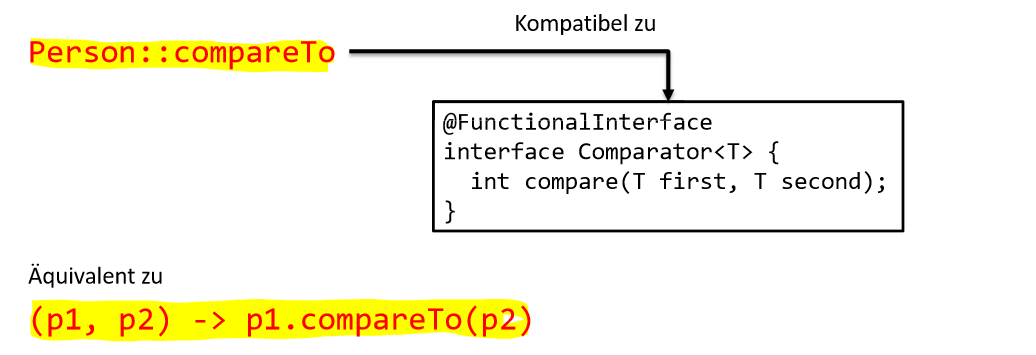 Kompatibel zu
Person::compareTo
@FunctionalInterface
interface Comparator<T> {
  int compare(T first, T second);
}
Äquivalent zu
(p1, p2) -> p1.compareTo(p2)